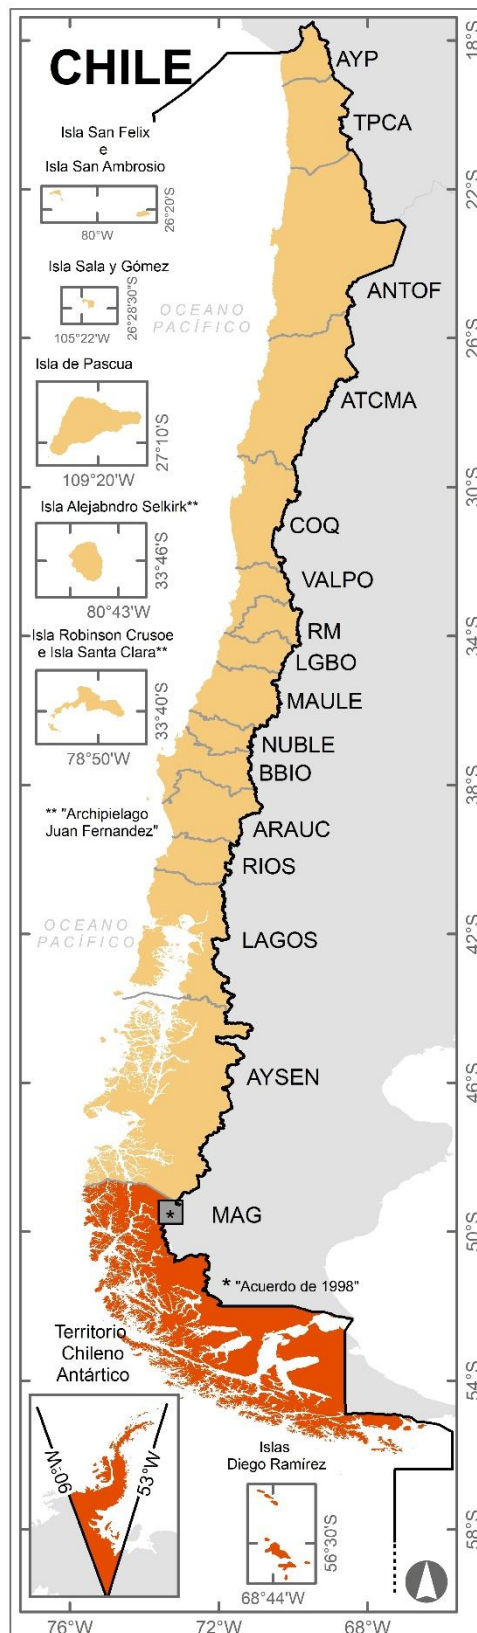 CHILE
Isla San Felix
e
Isla San Ambrosio
80°W
26°20'S
Isla Sala y Gómez
105°22'W
26°28'30"S
Isla de Pascua
109°20'W
27°10'S
Isla Alejabndro Selkirk**
80°43'W
33°46'S
Isla Robinson Crusoe
e Isla Santa Clara**
78°50'W
33°40'S
** "Archipielago
Juan Fernandez"
OCEANO
PACÍFICO
OCEANO
PACÍFICO
AYP
TPCA
ANTOF
ATCMA
COQ
VALPO
RM
LGBO
MAULE
NUBLE
BBIO
ARAUC
RIOS
LAGOS
AYSEN
MAG
*
* "Acuerdo de 1998"
Territorio
Chileno
Antártico
90°W
53°W
Islas
Diego Ramírez
68°44'W
56°30'S
18°S
22°S
26°S
30°S
34°S
38°S
42°S
46°S
50°S
54°S
58°S
76°W
72°W
68°W